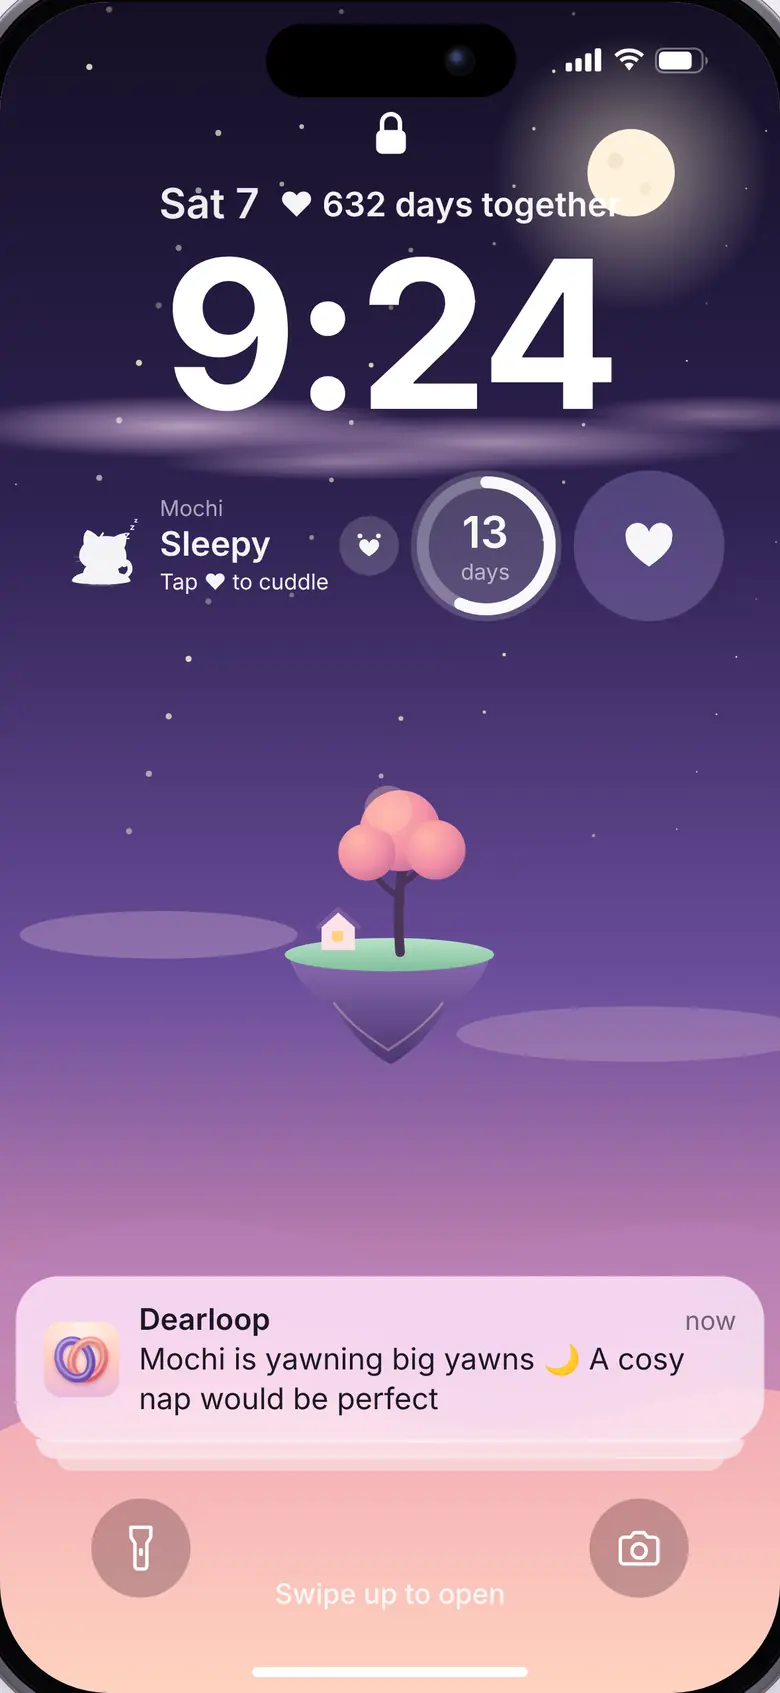 Sat 7 ♥ 632 days together
9:24
Mochi
Sleepy
Tap ♥ to cuddle
z z z
13
days
Dearloop
now
Mochi is yawning big yawns 🌙 A cosy
nap would be perfect
Swipe up to open